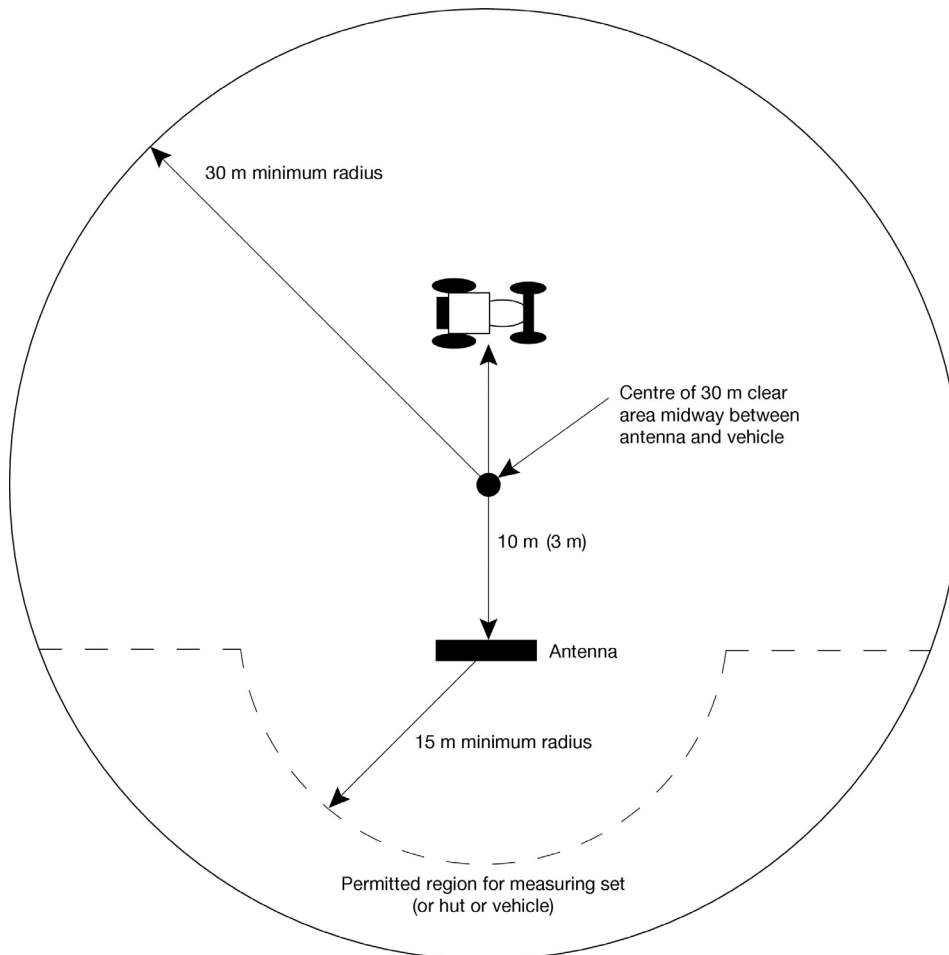 30 m minimum radius
Centre of 30 m clear
area midway between
antenna and vehicle
10 m (3 m)
Antenna
15 m minimum radius
Permitted region for measuring set
(or hut or vehicle)